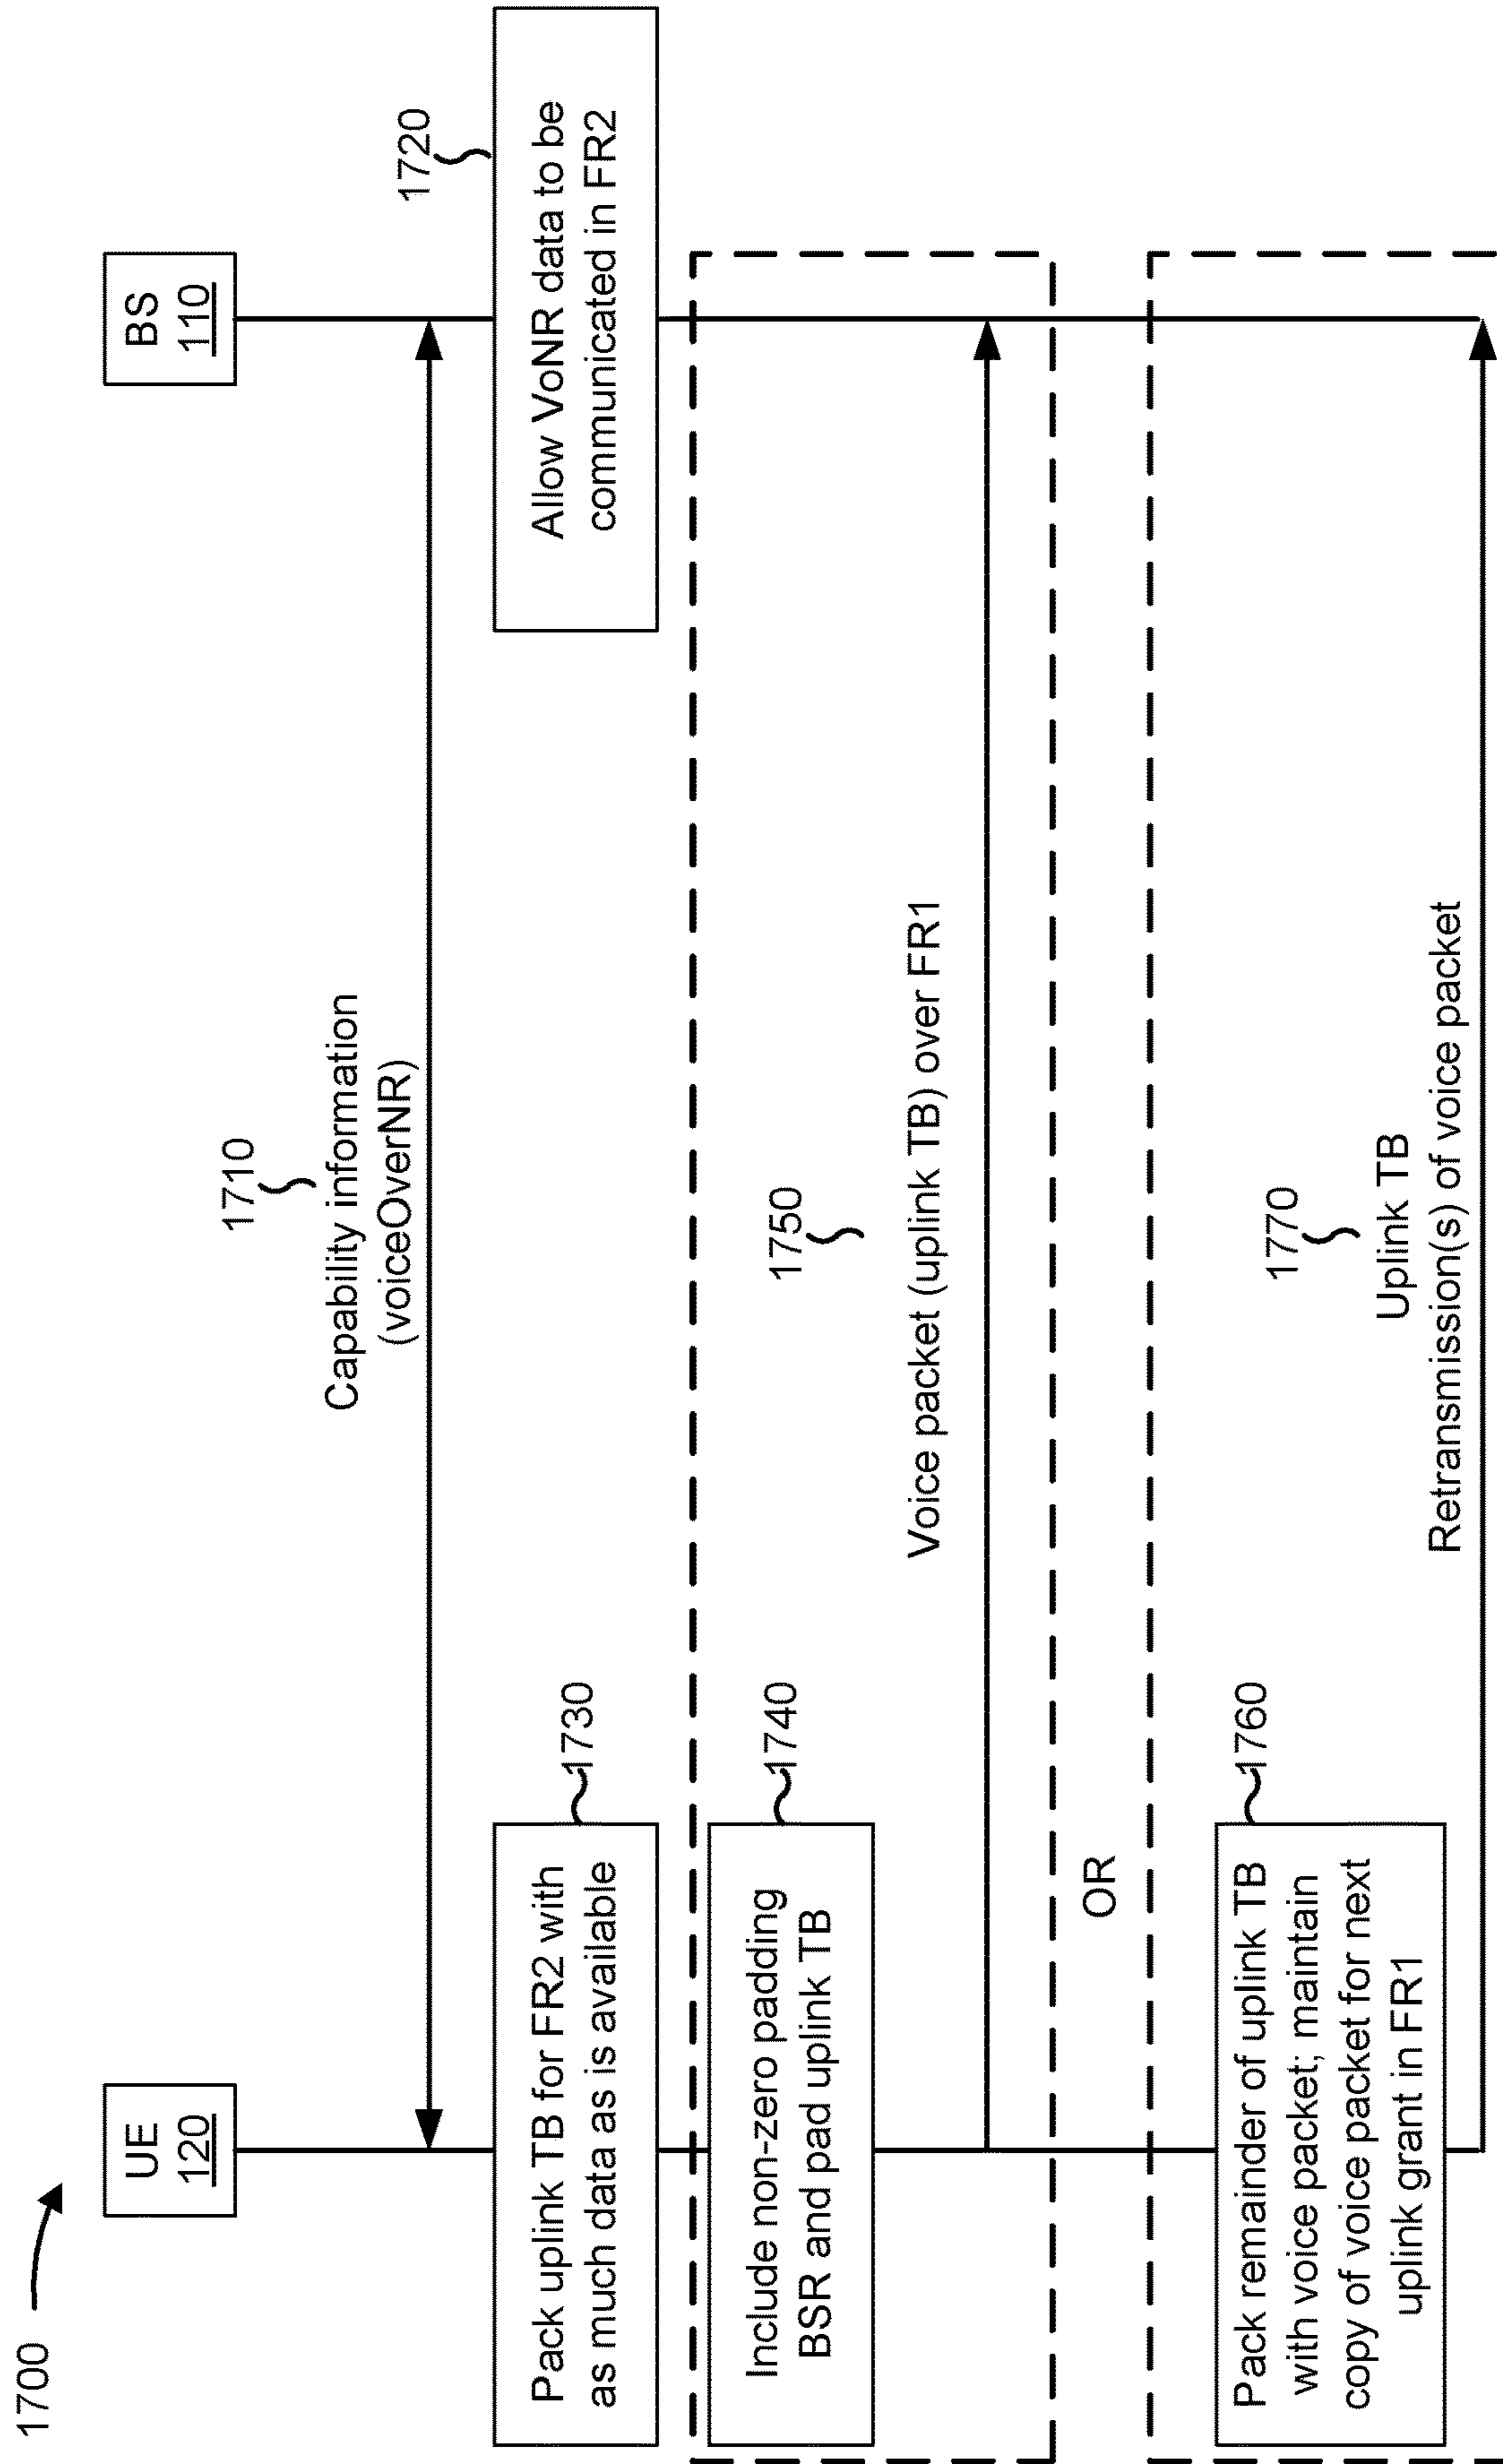 1700
UE
120
BS
110
1710
Capability information
(voiceOverNR)
1720
Allow VoNR data to be
communicated in FR2
1730
Pack uplink TB for FR2 with
as much data as is available
1740
Include non-zero padding
BSR and pad uplink TB
1750
Voice packet (uplink TB) over FR1
OR
1760
Pack remainder of uplink TB
with voice packet; maintain
copy of voice packet for next
uplink grant in FR1
1770
Uplink TB
Retransmission(s) of voice packet